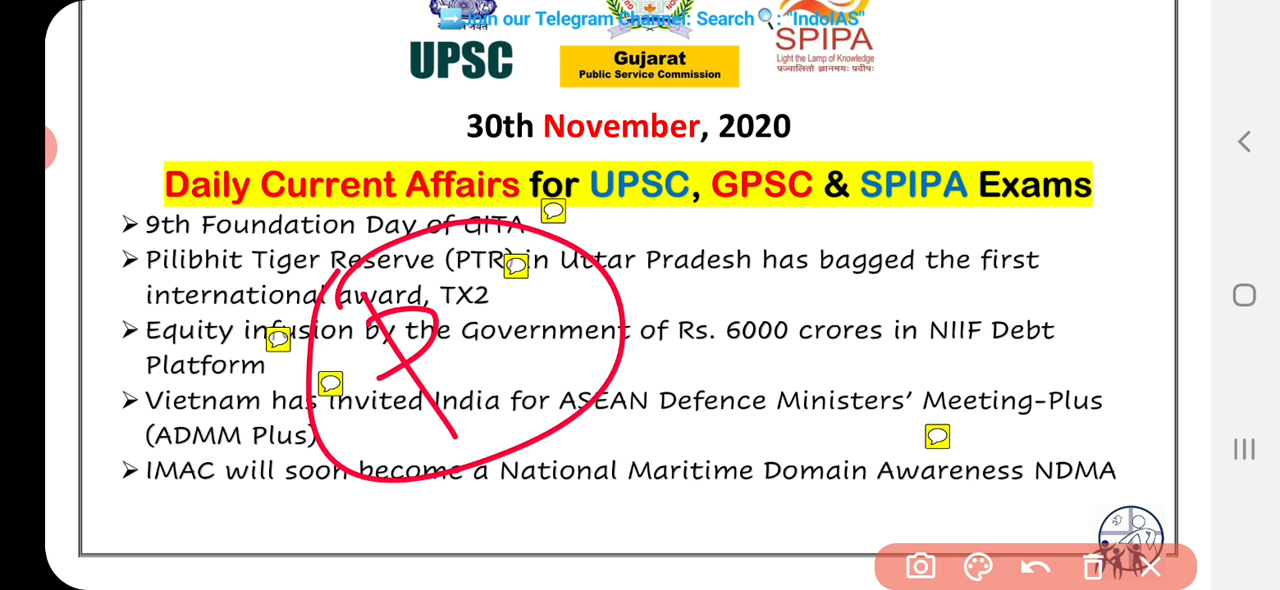 ➡Join our Telegram Channel: Search🔍: "IndoIAS"
UPSC
Gujarat
Public Service Commission
SPIPA
Light the Lamp of Knowledge
प्रज्वालितो ज्ञानमयः प्रदीपः
30th November, 2020
Daily Current Affairs for UPSC, GPSC & SPIPA Exams
➢ 9th Foundation Day of GITA
➢ Pilibhit Tiger Reserve (PTR) in Uttar Pradesh has bagged the first
international award, TX2
➢ Equity infusion by the Government of Rs. 6000 crores in NIIF Debt
Platform
➢ Vietnam has invited India for ASEAN Defence Ministers’ Meeting-Plus
(ADMM Plus)
➢ IMAC will soon become a National Maritime Domain Awareness NDMA